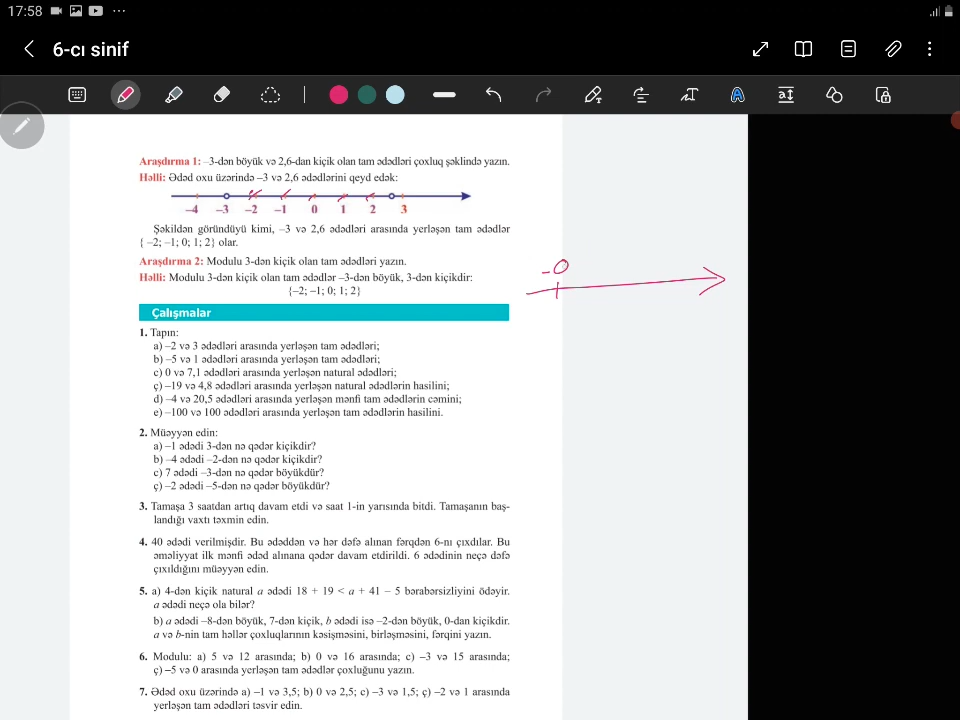 17:58
6-cı sinif
Araşdırma 1: –3-dən böyük və 2,6-dan kiçik olan tam ədədləri çoxluq şəklində yazın.
Həlli: Ədəd oxu üzərində –3 və 2,6 ədədlərini qeyd edək:
–4 –3 –2 –1 0 1 2 3
Şəkildən göründüyü kimi, –3 və 2,6 ədədləri arasında yerləşən tam ədədlər
{ –2; –1; 0; 1; 2} olar.
Araşdırma 2: Modulu 3-dən kiçik olan tam ədədləri yazın.
Həlli: Modulu 3-dən kiçik olan tam ədədlər –3-dən böyük, 3-dən kiçikdir:
{–2; –1; 0; 1; 2}
-0
Çalışmalar
1. Tapın:
a) –2 və 3 ədədləri arasında yerləşən tam ədədləri;
b) –5 və 1 ədədləri arasında yerləşən tam ədədləri;
c) 0 və 7,1 ədədləri arasında yerləşən natural ədədləri;
ç) –19 və 4,8 ədədləri arasında yerləşən natural ədədlərin hasilini;
d) –4 və 20,5 ədədləri arasında yerləşən mənfi tam ədədlərin cəmini;
e) –100 və 100 ədədləri arasında yerləşən tam ədədlərin hasilini.
2. Müəyyən edin:
a) –1 ədədi 3-dən nə qədər kiçikdir?
b) –4 ədədi –2-dən nə qədər kiçikdir?
c) 7 ədədi –3-dən nə qədər böyükdür?
ç) –2 ədədi –5-dən nə qədər böyükdür?
3. Tamaşa 3 saatdan artıq davam etdi və saat 1-in yarısında bitdi. Tamaşanın baş-
landığı vaxtı təxmin edin.
4. 40 ədədi verilmişdir. Bu ədəddən və hər dəfə alınan fərqdən 6-nı çıxdılar. Bu
əməliyyat ilk mənfi ədəd alınana qədər davam etdirildi. 6 ədədinin neçə dəfə
çıxıldığını müəyyən edin.
5. a) 4-dən kiçik natural a ədədi 18 + 19 < a + 41 – 5 bərabərsizliyini ödəyir.
a ədədi neçə ola bilər?
b) a ədədi –8-dən böyük, 7-dən kiçik, b ədədi isə –2-dən böyük, 0-dan kiçikdir.
a və b-nin tam həllər çoxluqlarının kəsişməsini, birləşməsini, fərqini yazın.
6. Modulu: a) 5 və 12 arasında; b) 0 və 16 arasında; c) –3 və 15 arasında;
ç) –5 və 0 arasında yerləşən tam ədədlər çoxluğunu yazın.
7. Ədəd oxu üzərində a) –1 və 3,5; b) 0 və 2,5; c) –3 və 1,5; ç) –2 və 1 arasında
yerləşən tam ədədləri təsvir edin.